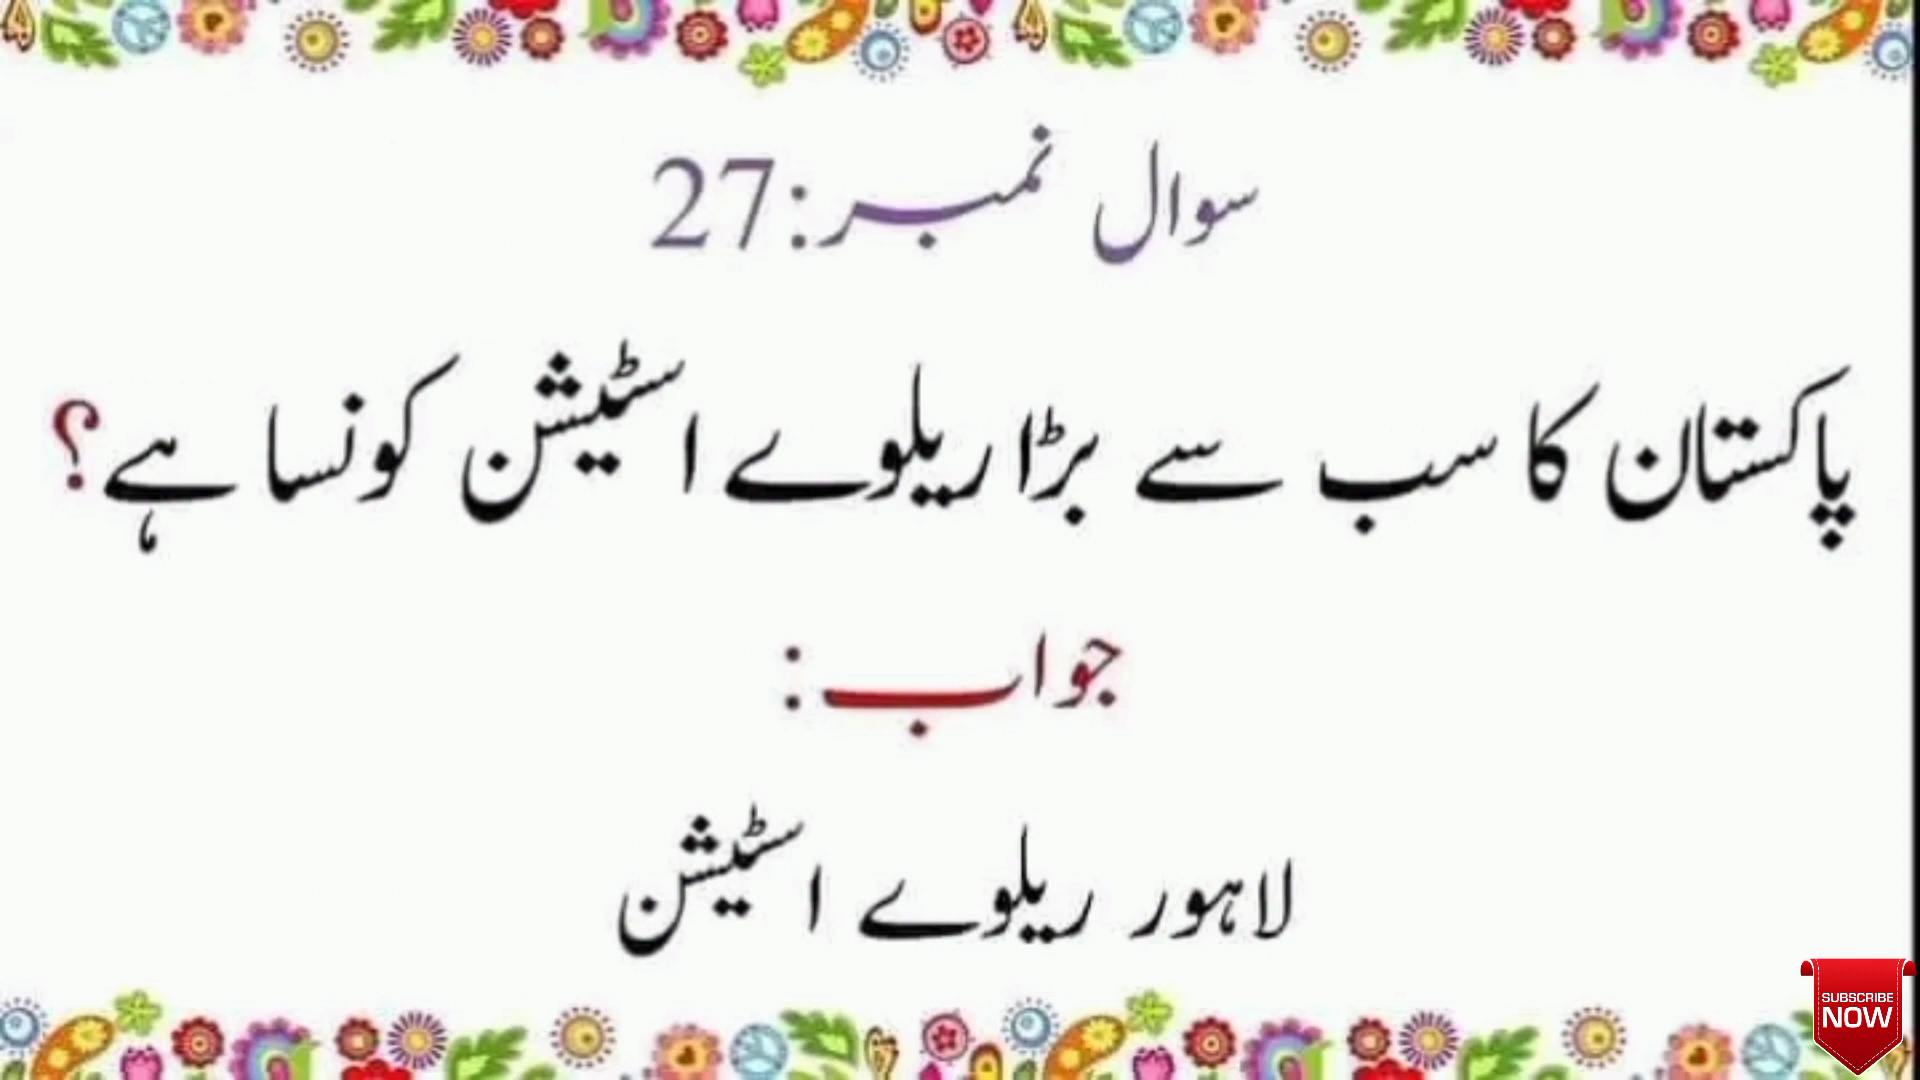 سوال نمبر:27
پاکستان کا سب سے بڑا ریلوے اسٹیشن کونسا ہے؟
جواب:
لاہور ریلوے اسٹیشن
SUBSCRIBE
NOW